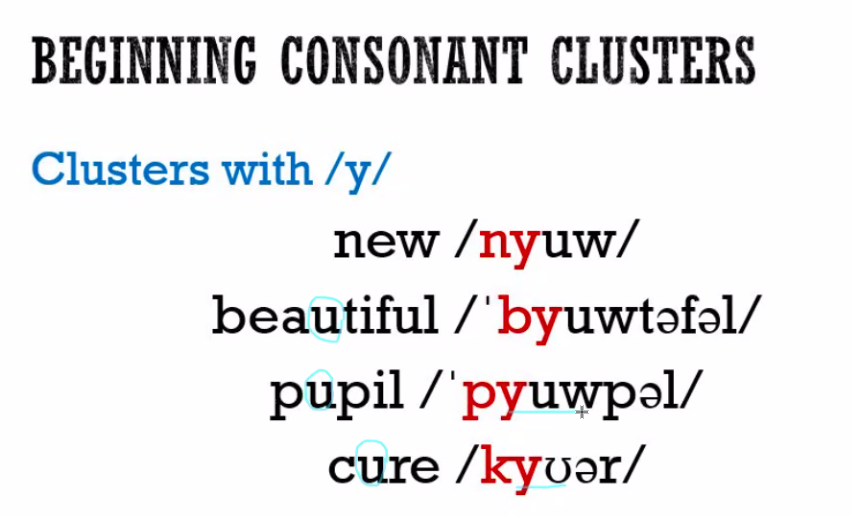 BEGINNING CONSONANT CLUSTERS
Clusters with /y/
new /nyuw/
beautiful /ˈbyuwtəfəl/
pupil /ˈpyuwpəl/
cure /kyʊər/